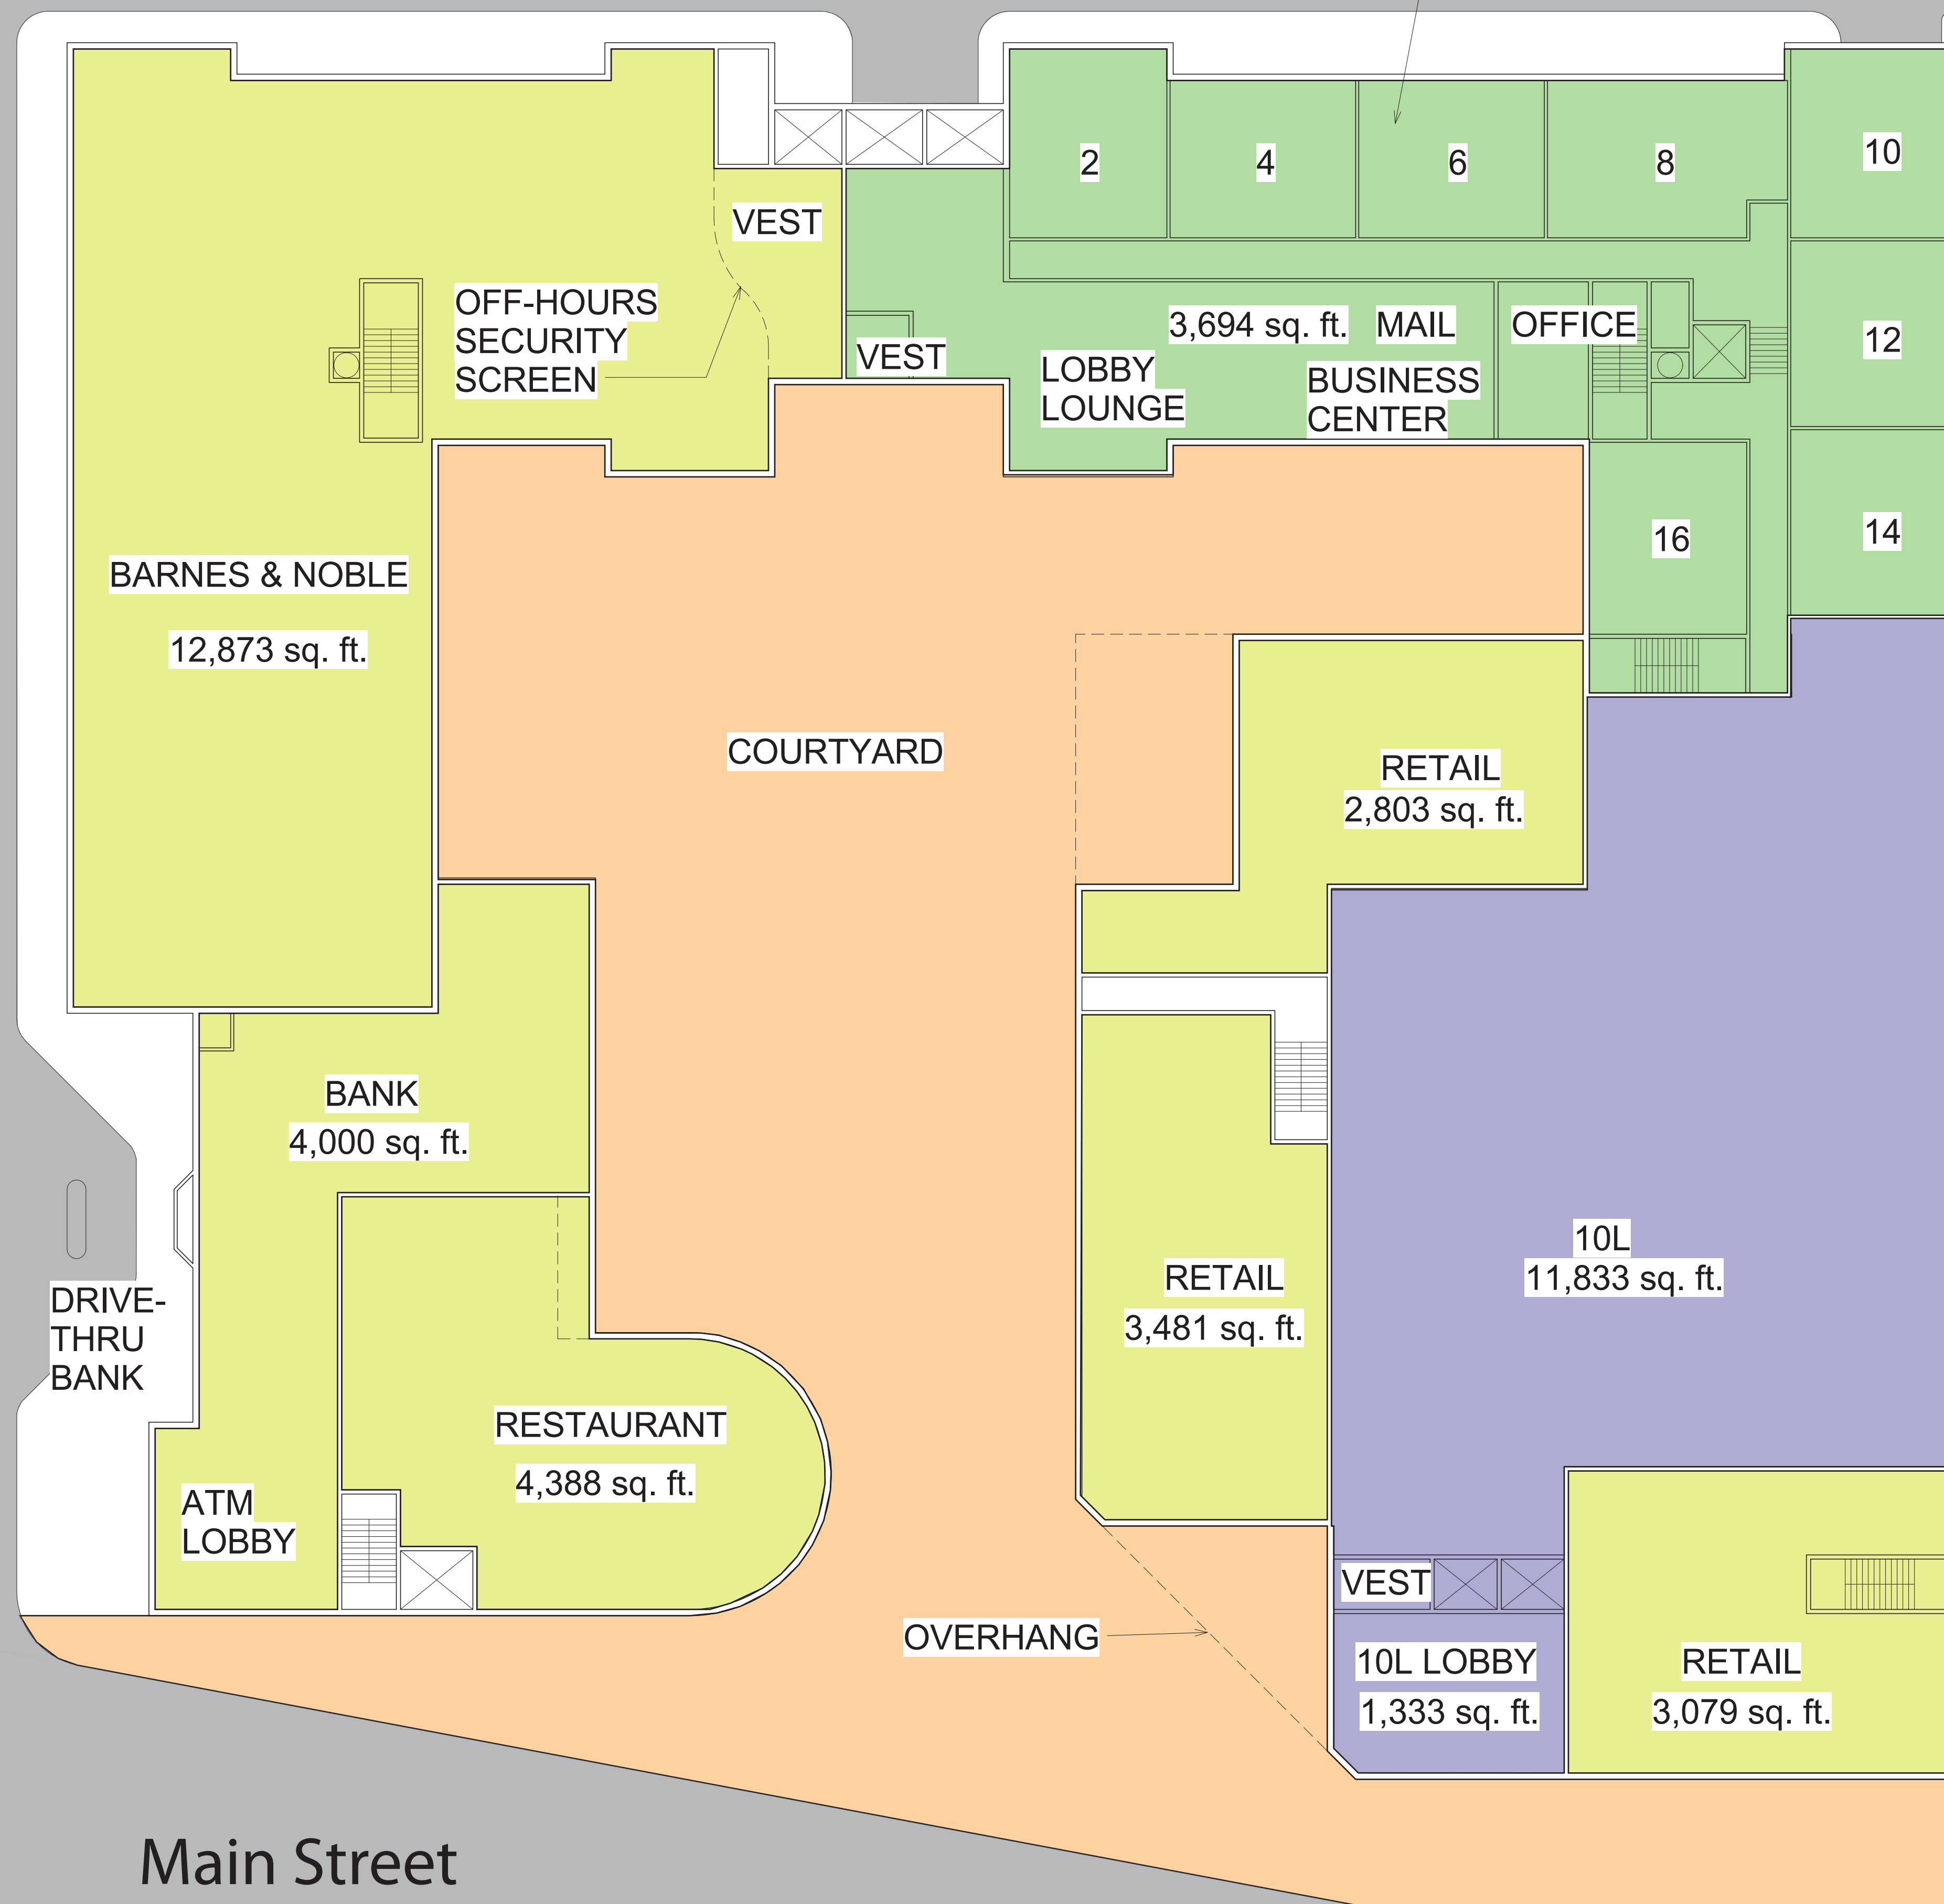 2
4
6
8
10
VEST
OFF-HOURS
SECURITY
SCREEN
VEST
3,694 sq. ft.
MAIL
OFFICE
12
LOBBY
LOUNGE
BUSINESS
CENTER
16
14
BARNES & NOBLE
12,873 sq. ft.
COURTYARD
RETAIL
2,803 sq. ft.
BANK
4,000 sq. ft.
10L
11,833 sq. ft.
RETAIL
3,481 sq. ft.
DRIVE-
THRU
BANK
RESTAURANT
4,388 sq. ft.
ATM
LOBBY
VEST
OVERHANG
10L LOBBY
1,333 sq. ft.
RETAIL
3,079 sq. ft.
Main Street